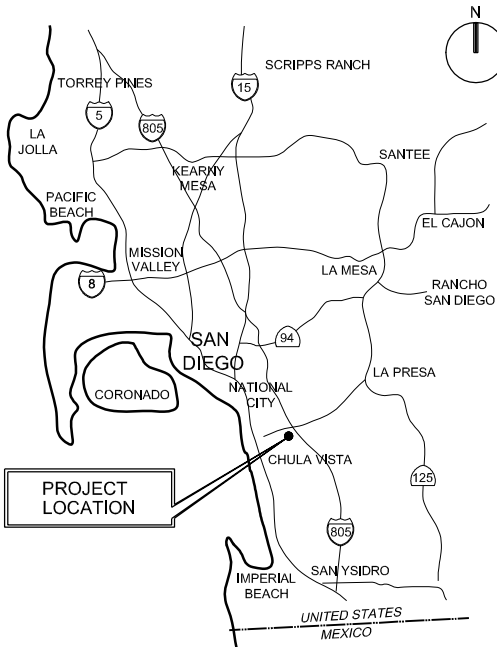 N
SCRIPPS RANCH
TORREY PINES
15
5
805
LA
JOLLA
SANTEE
KEARNY
MESA
PACIFIC
BEACH
EL CAJON
MISSION
VALLEY
LA MESA
8
RANCHO
SAN DIEGO
SAN
DIEGO
94
LA PRESA
CORONADO
NATIONAL
CITY
CHULA VISTA
125
PROJECT
LOCATION
805
SAN YSIDRO
IMPERIAL
BEACH
UNITED STATES
MEXICO